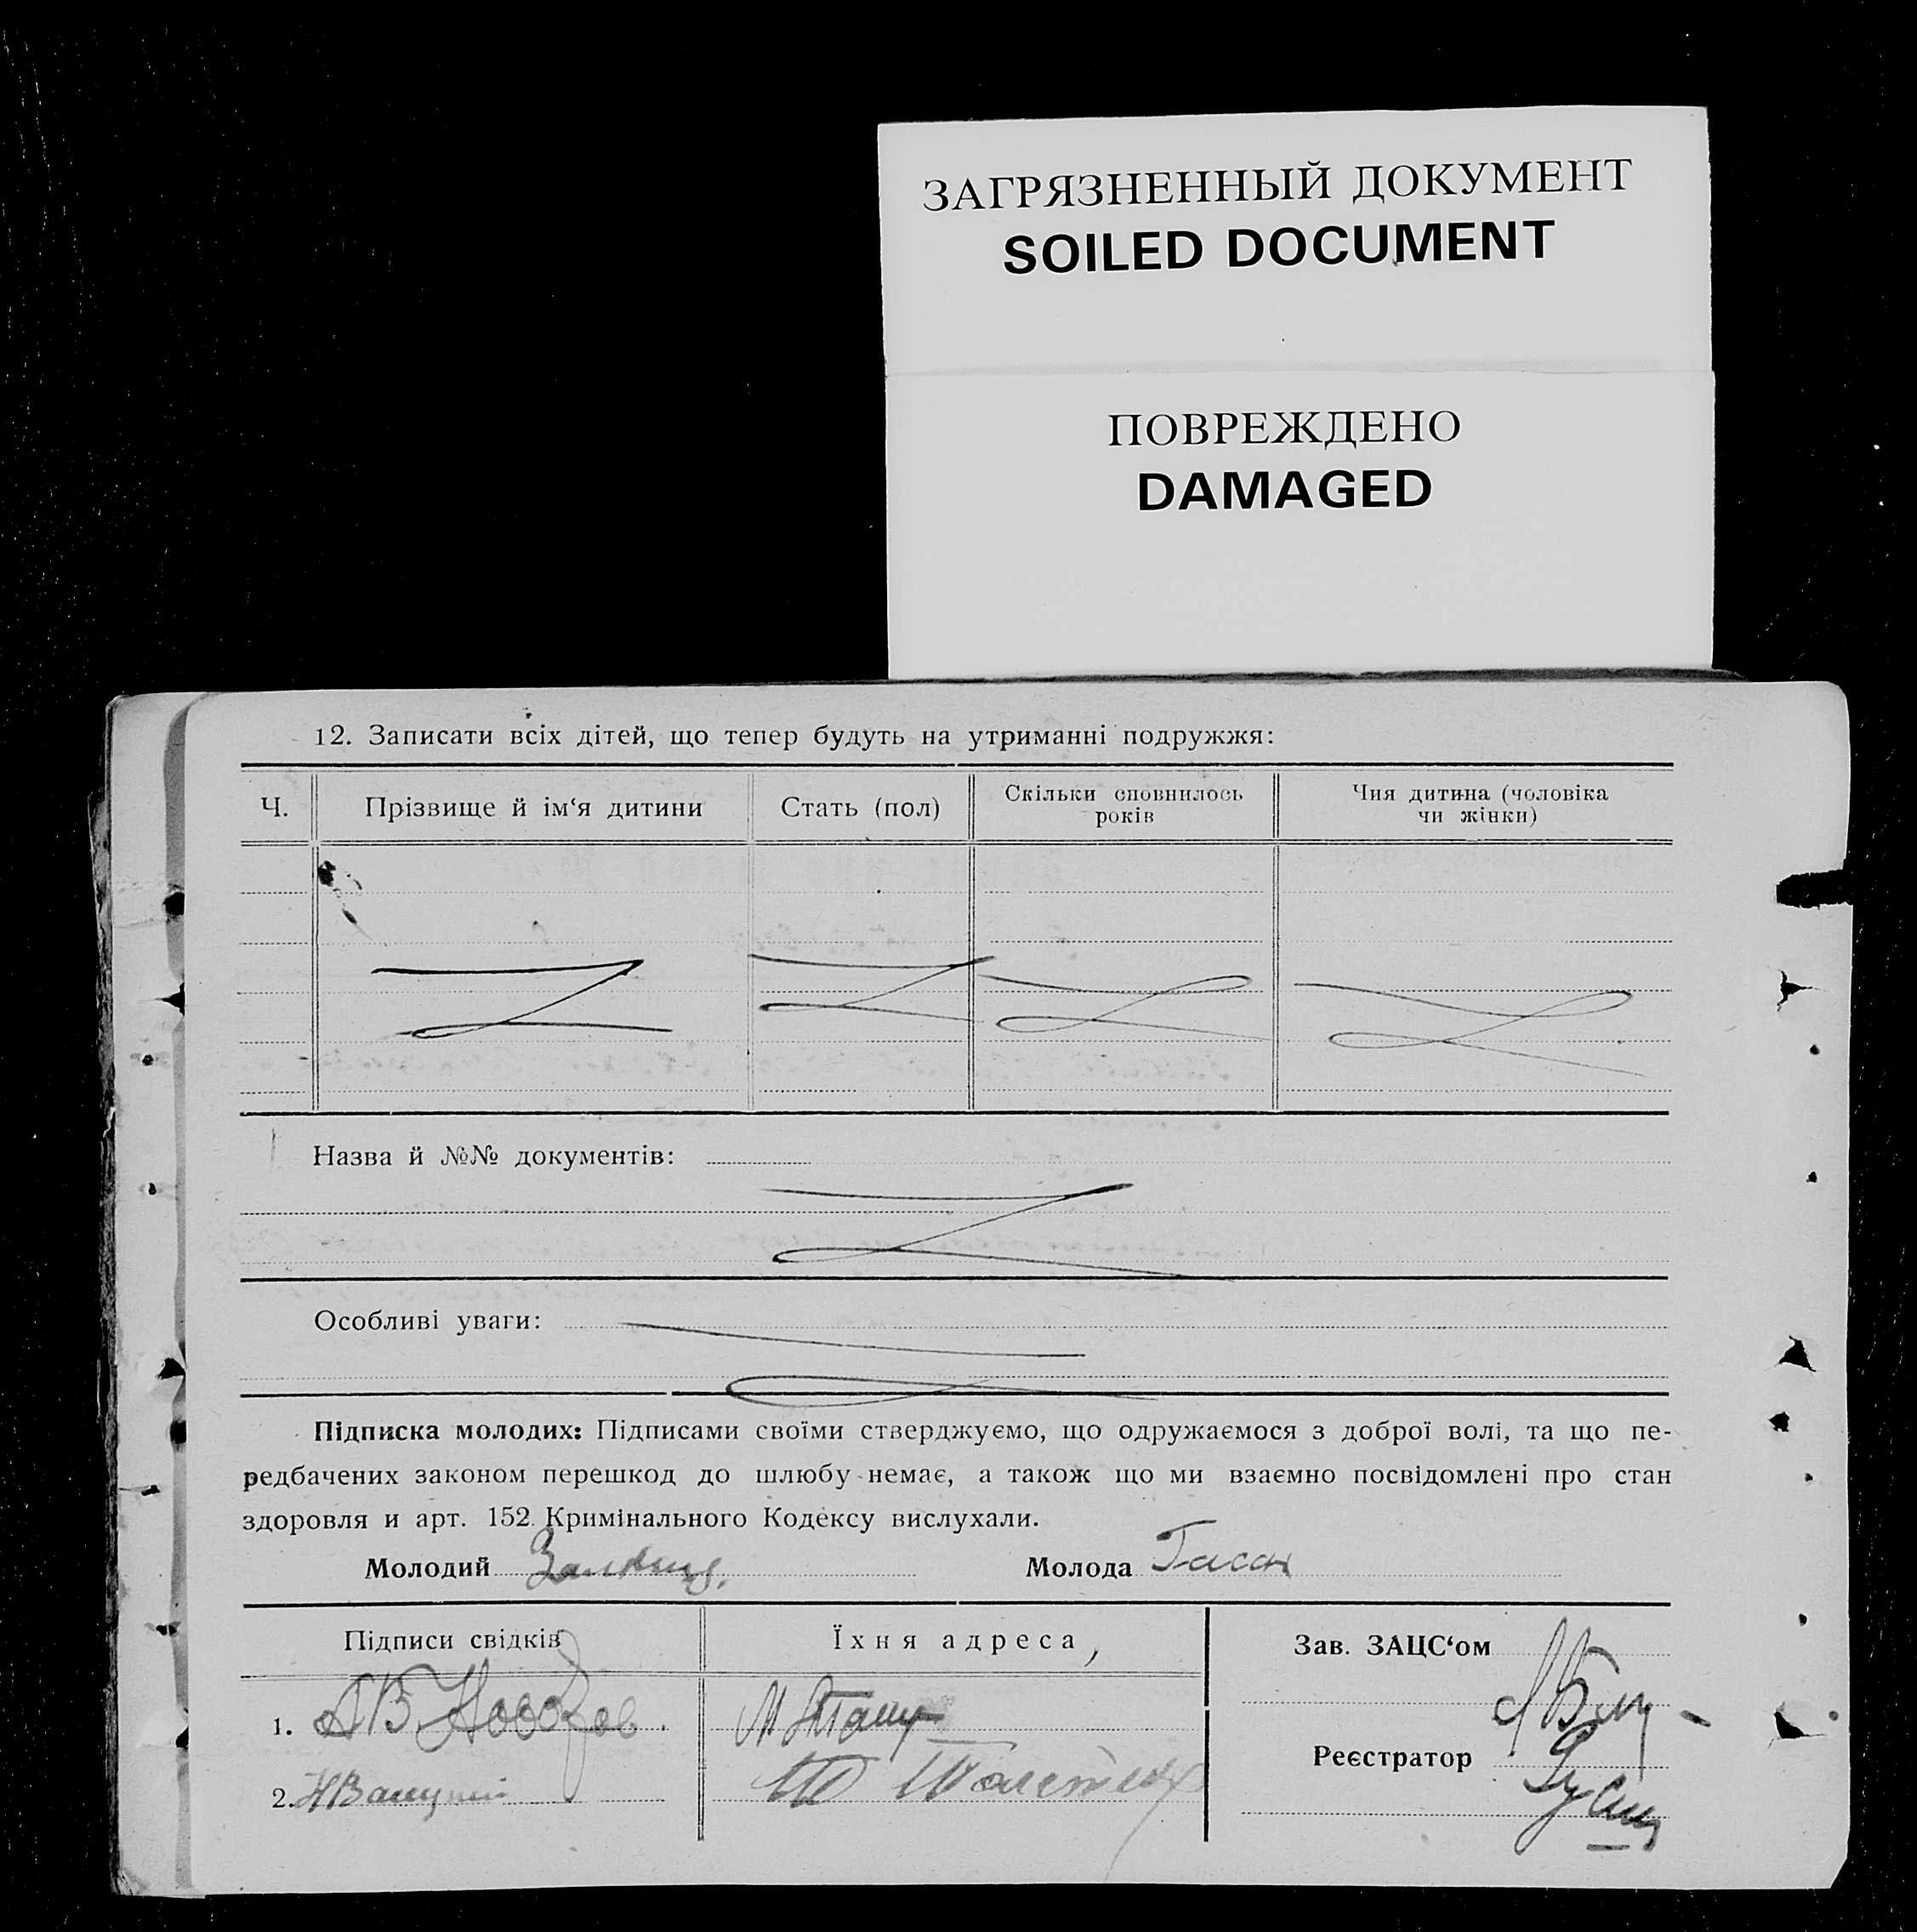 ЗАГРЯЗНЕННЫЙ ДОКУМЕНТ
SOILED DOCUMENT
ПОВРЕЖДЕНО
DAMAGED
12. Записати всіх дітей, що тепер будуть на утриманні подружжя:
Ч.
Прізвище й ім‘я дитини
Стать (пол)
Скільки сповнилось
років
Чия дитина (чоловіка
чи жінки)
Назва й №№ документів:
Особливі уваги:
Підписка молодих: Підписами своїми стверджуємо, що одружаємося з доброї волі, та що пе-
редбачених законом перешкод до шлюбу немає, а також що ми взаємно посвідомлені про стан
здоровля и арт. 152 Кримінального Кодексу вислухали.
Молодий
Молода
Підписи свідків
Їхня адреса
Зав. ЗАЦС‘ом
1.
Реєстратор
2.